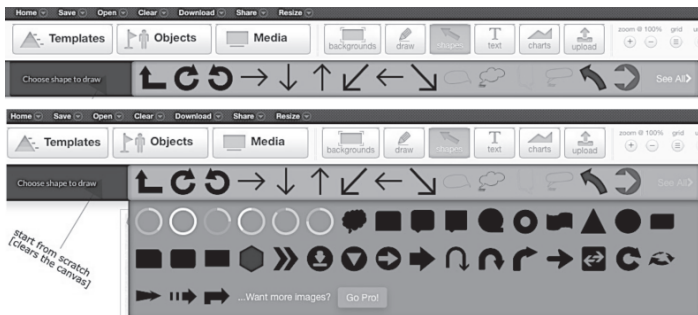 Home Save Open Clear Download Share Resize
Templates Objects Media backgrounds draw shapes text charts upload zoom @ 100% grid
Choose shape to draw See All>
Home Save Open Clear Download Share Resize
Templates Objects Media backgrounds draw shapes text charts upload zoom @ 100% grid
Choose shape to draw See All>
start from scratch
[clears the canvas]
...Want more images? Go Pro!